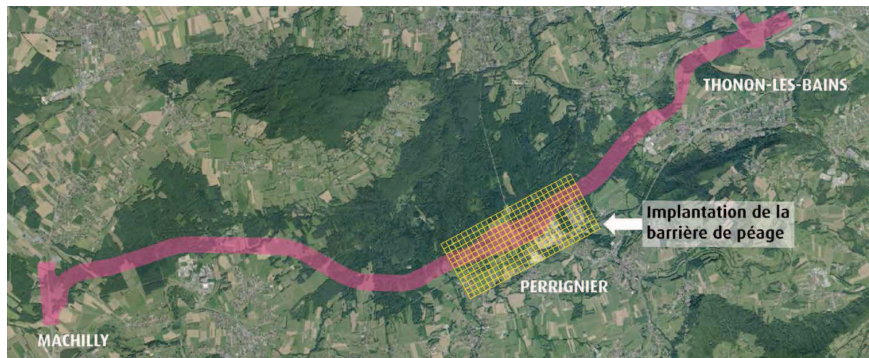 THONON-LES-BAINS
Implantation de la
barrière de péage
PERRIGNIER
MACHILLY